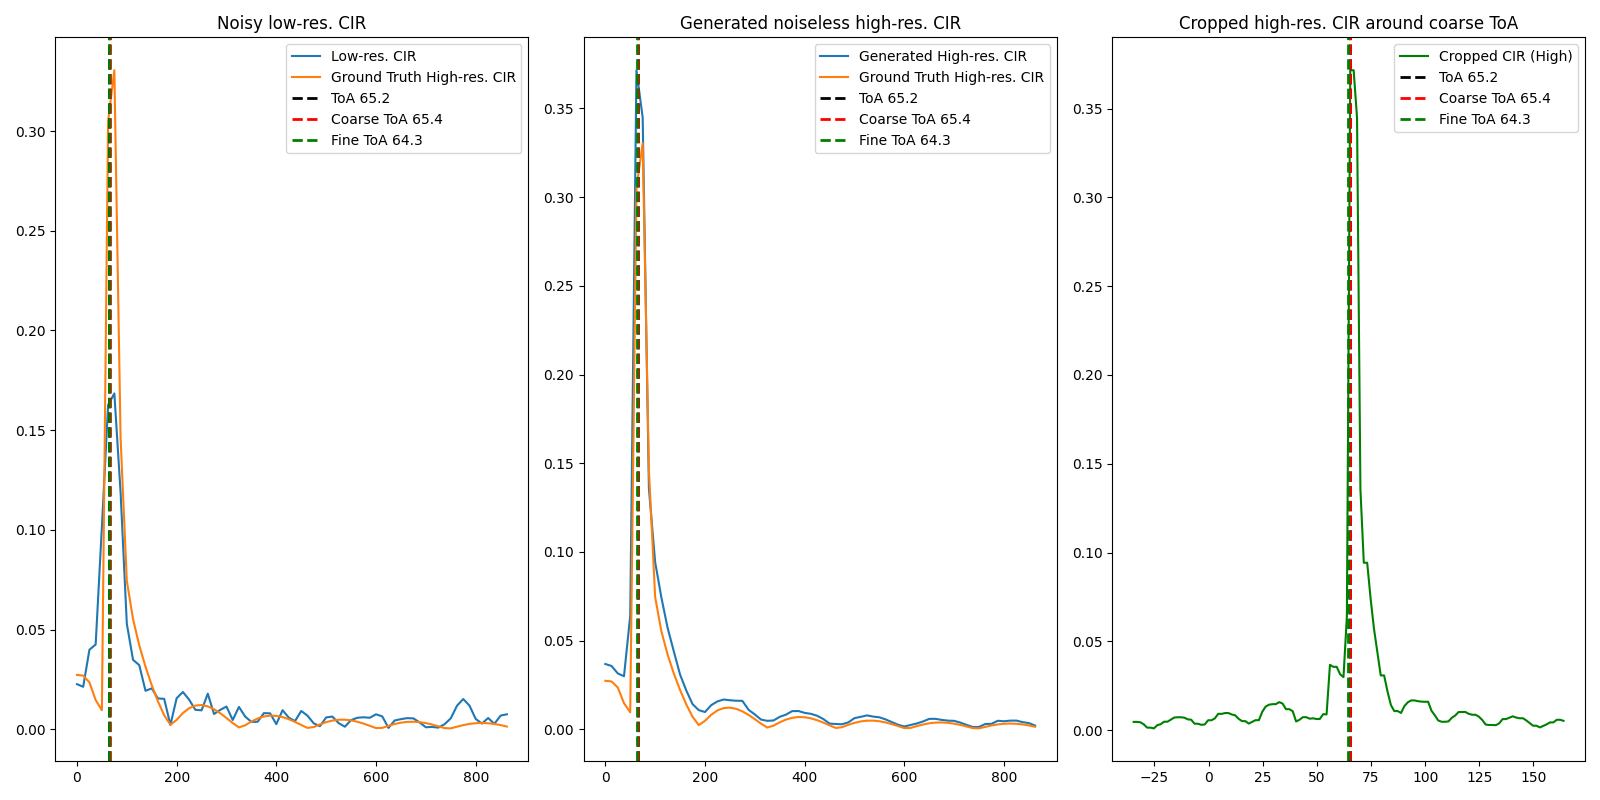 Noisy low-res. CIR
Low-res. CIR
Ground Truth High-res. CIR
ToA 65.2
Coarse ToA 65.4
Fine ToA 64.3
0.30
0.25
0.20
0.15
0.10
0.05
0.00
0 200 400 600 800
Generated noiseless high-res. CIR
Generated High-res. CIR
Ground Truth High-res. CIR
ToA 65.2
Coarse ToA 65.4
Fine ToA 64.3
0.35
0.30
0.25
0.20
0.15
0.10
0.05
0.00
0 200 400 600 800
Cropped high-res. CIR around coarse ToA
Cropped CIR (High)
ToA 65.2
Coarse ToA 65.4
Fine ToA 64.3
0.35
0.30
0.25
0.20
0.15
0.10
0.05
0.00
−25 0 25 50 75 100 125 150